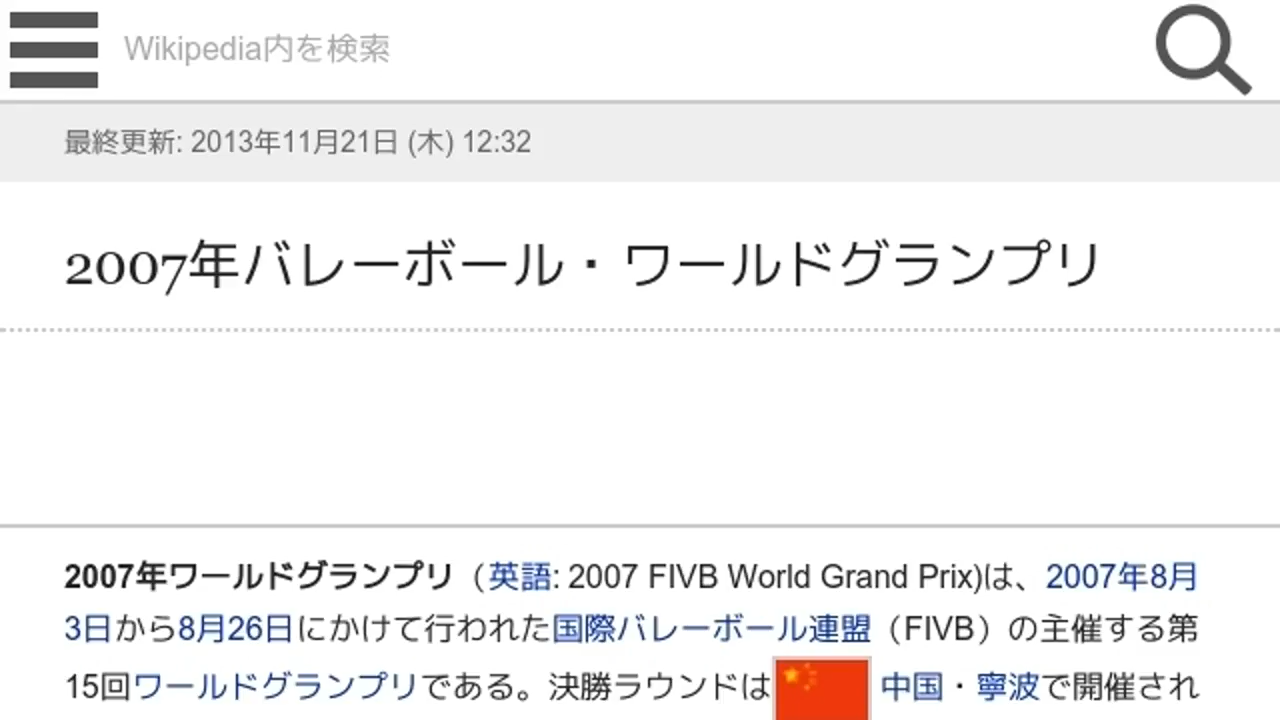 Wikipedia内を検索
最終更新: 2013年11月21日 (木) 12:32
2007年バレーボール・ワールドグランプリ
2007年ワールドグランプリ（英語: 2007 FIVB World Grand Prix)は、2007年8月
3日から8月26日にかけて行われた国際バレーボール連盟（FIVB）の主催する第
15回ワールドグランプリである。決勝ラウンドは 中国・寧波で開催され